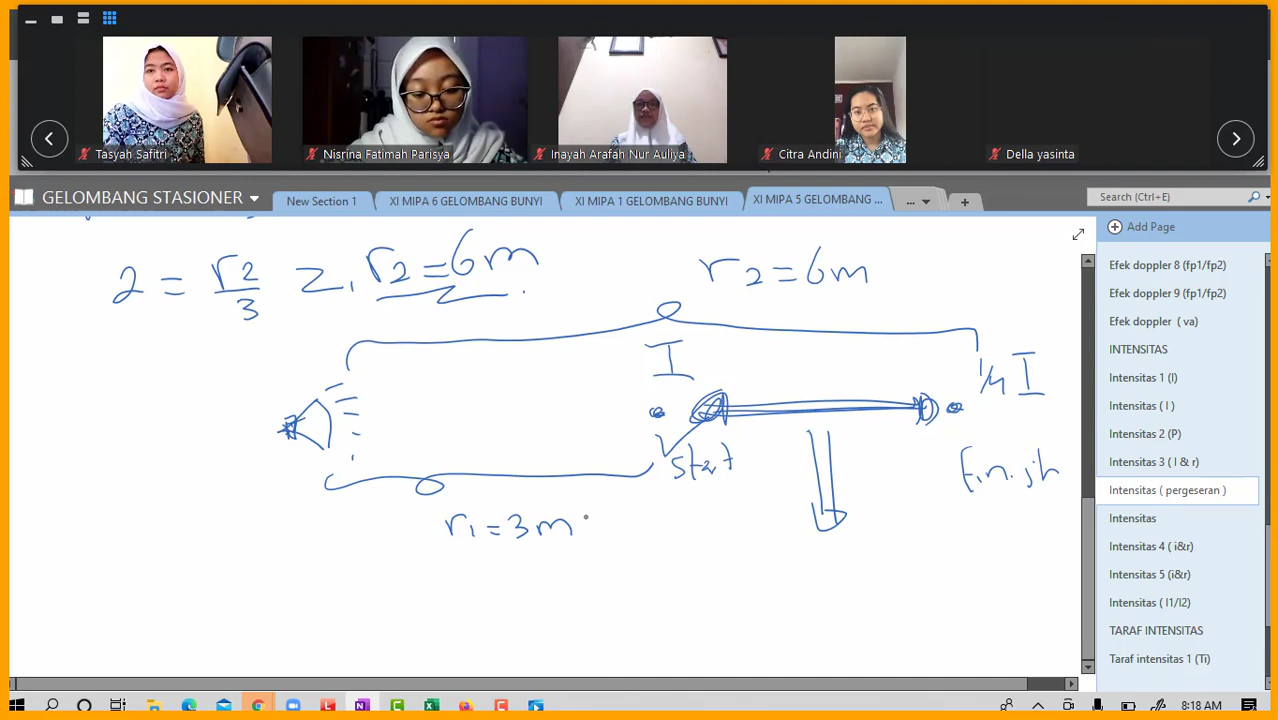 Tasyah Safitri
Nisrina Fatimah Parisya
Inayah Arafah Nur Auliya
Citra Andini
Della yasinta
GELOMBANG STASIONER
New Section 1
XI MIPA 6 GELOMBANG BUNYI
XI MIPA 1 GELOMBANG BUNYI
XI MIPA 5 GELOMBANG ...
...
Search (Ctrl+E)
2 = r2/3
r2 = 6m
r2 = 6m
I
1/4 I
Start
Finish
r1 = 3m
Add Page
Efek doppler 8 (fp1/fp2)
Efek doppler 9 (fp1/fp2)
Efek doppler ( va)
INTENSITAS
Intensitas 1 (I)
Intensitas ( I )
Intensitas 2 (P)
Intensitas 3 ( I & r)
Intensitas ( pergeseran )
Intensitas
Intensitas 4 ( i&r)
Intensitas 5 (i&r)
Intensitas ( I1/I2)
TARAF INTENSITAS
Taraf intensitas 1 (Ti)
8:18 AM